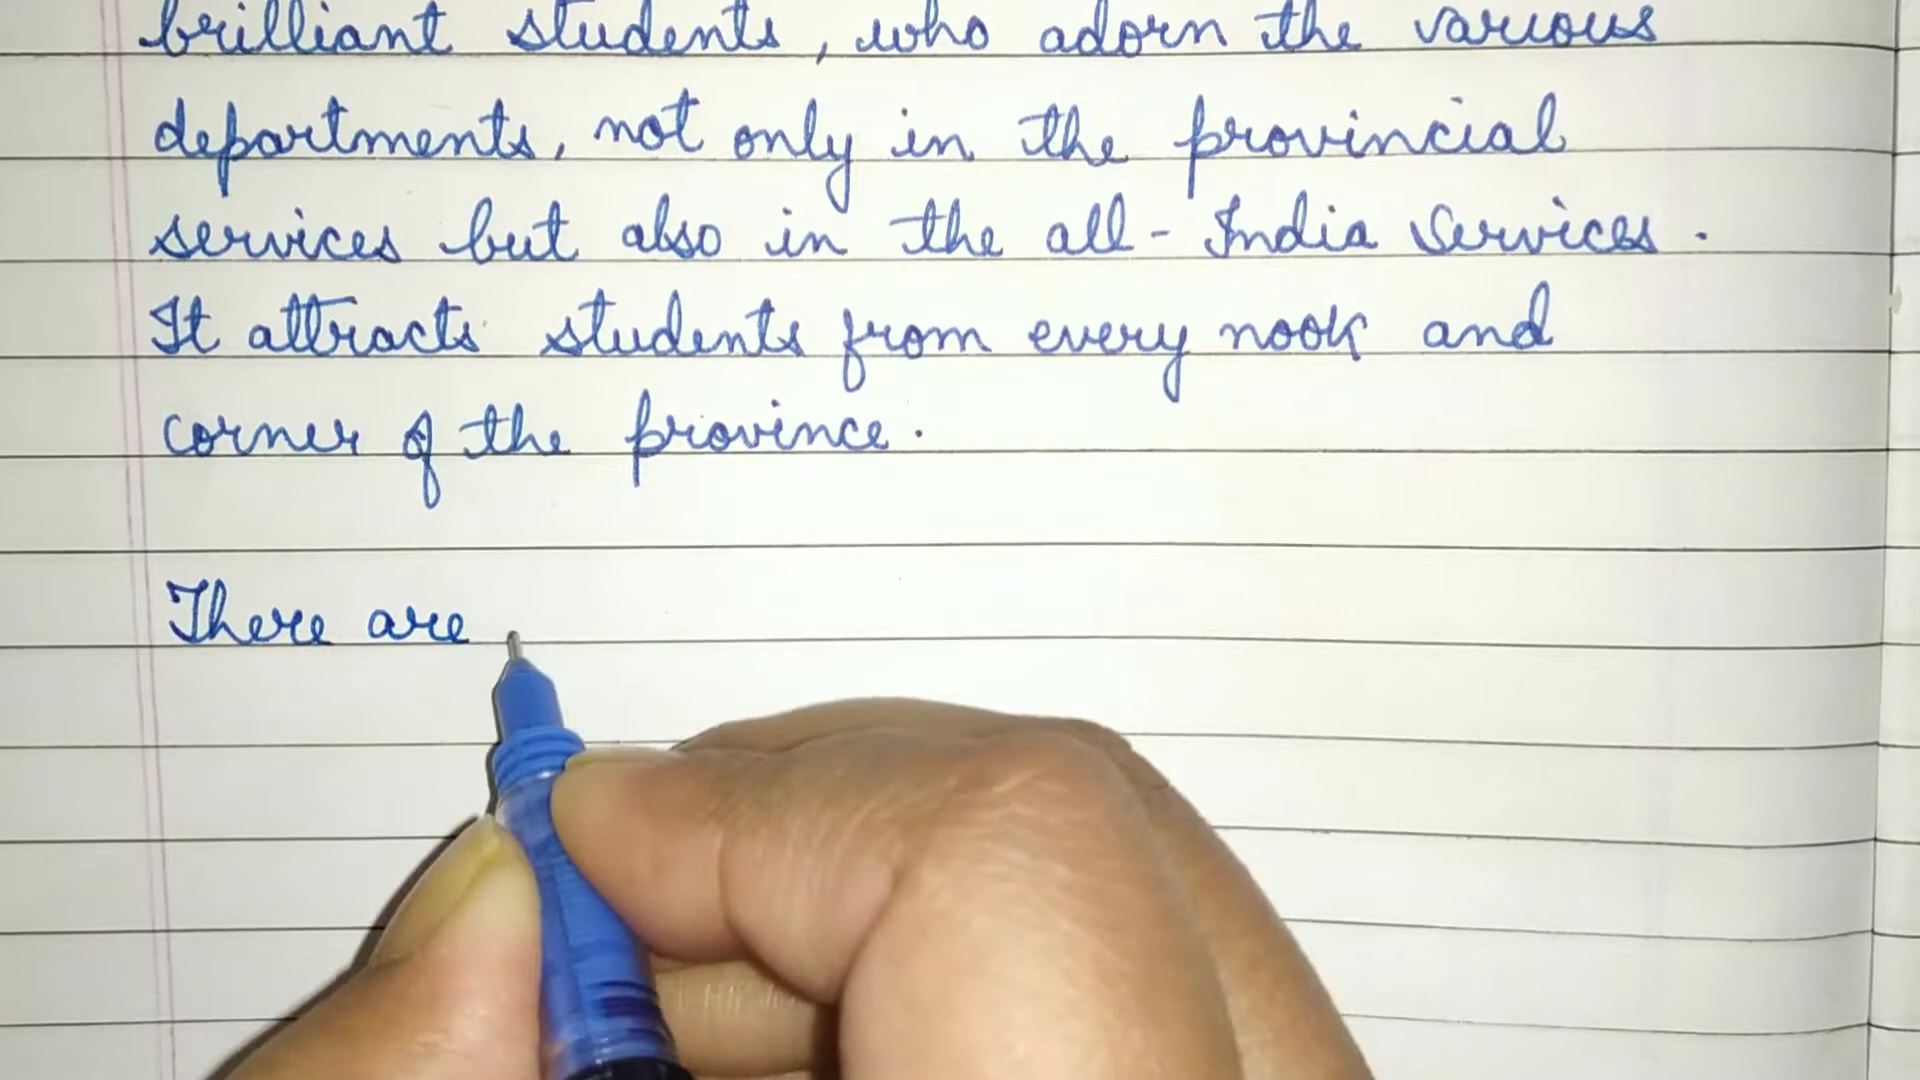 brilliant students, who adorn the various
departments, not only in the provincial
services but also in the all - India Services.
It attracts students from every nook and
corner of the province.
There are